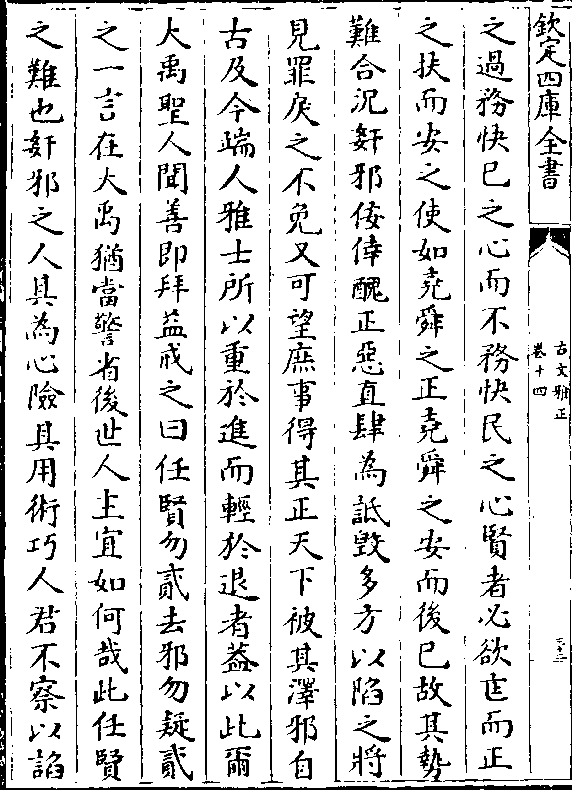 欽定四庫全書
古文雅正
卷十四
三十三
之過務快已之心而不務快民之心賢者必欲匡而正
之扶而安之使如堯舜之正堯舜之安而後已故其勢
難合況姧邪佞倖醜正惡直肆為詆毀多方以陷之將
見罪戾之不免又可望庶事得其正天下被其澤邪自
古及今端人雅士所以重於進而輕於退者葢以此爾
大禹聖人聞善即拜益戒之曰任賢勿貳去邪勿疑貳
之一言在大禹猶當警省後世人主宜如何哉此任賢
之難也姧邪之人其為心險其用術巧人君不察以諂